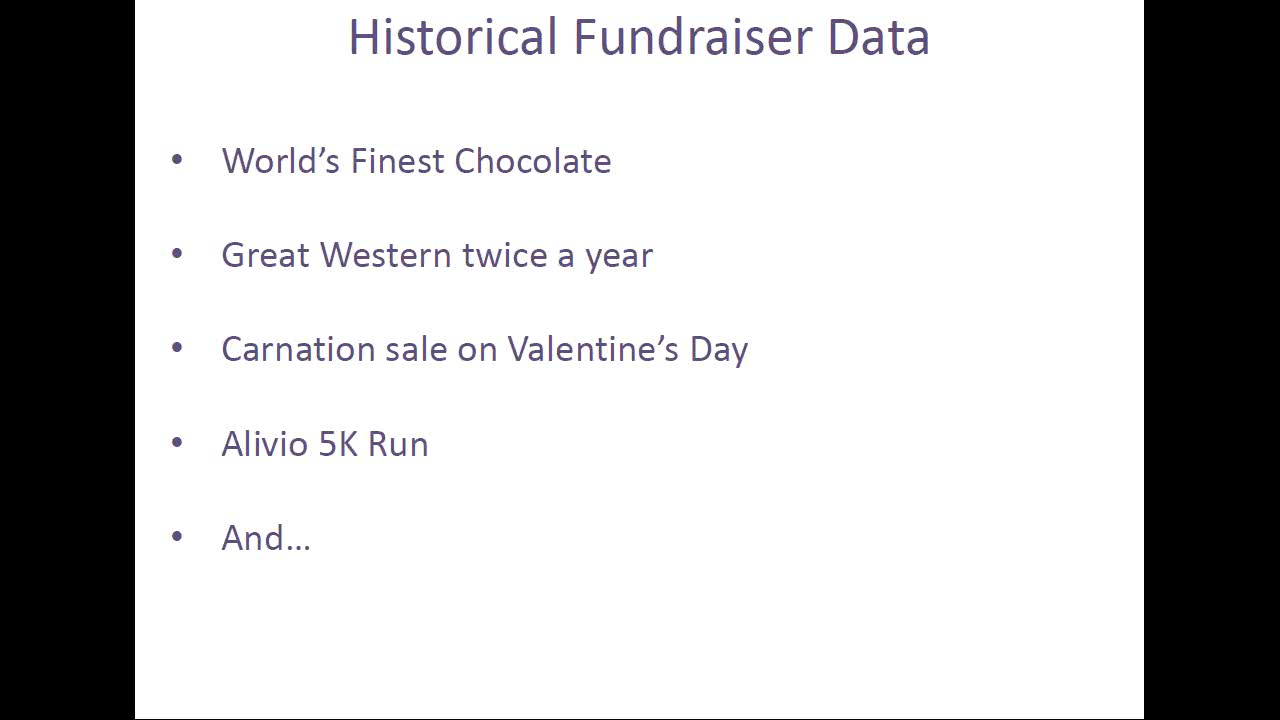 Historical Fundraiser Data
• World’s Finest Chocolate
• Great Western twice a year
• Carnation sale on Valentine’s Day
• Alivio 5K Run
• And…